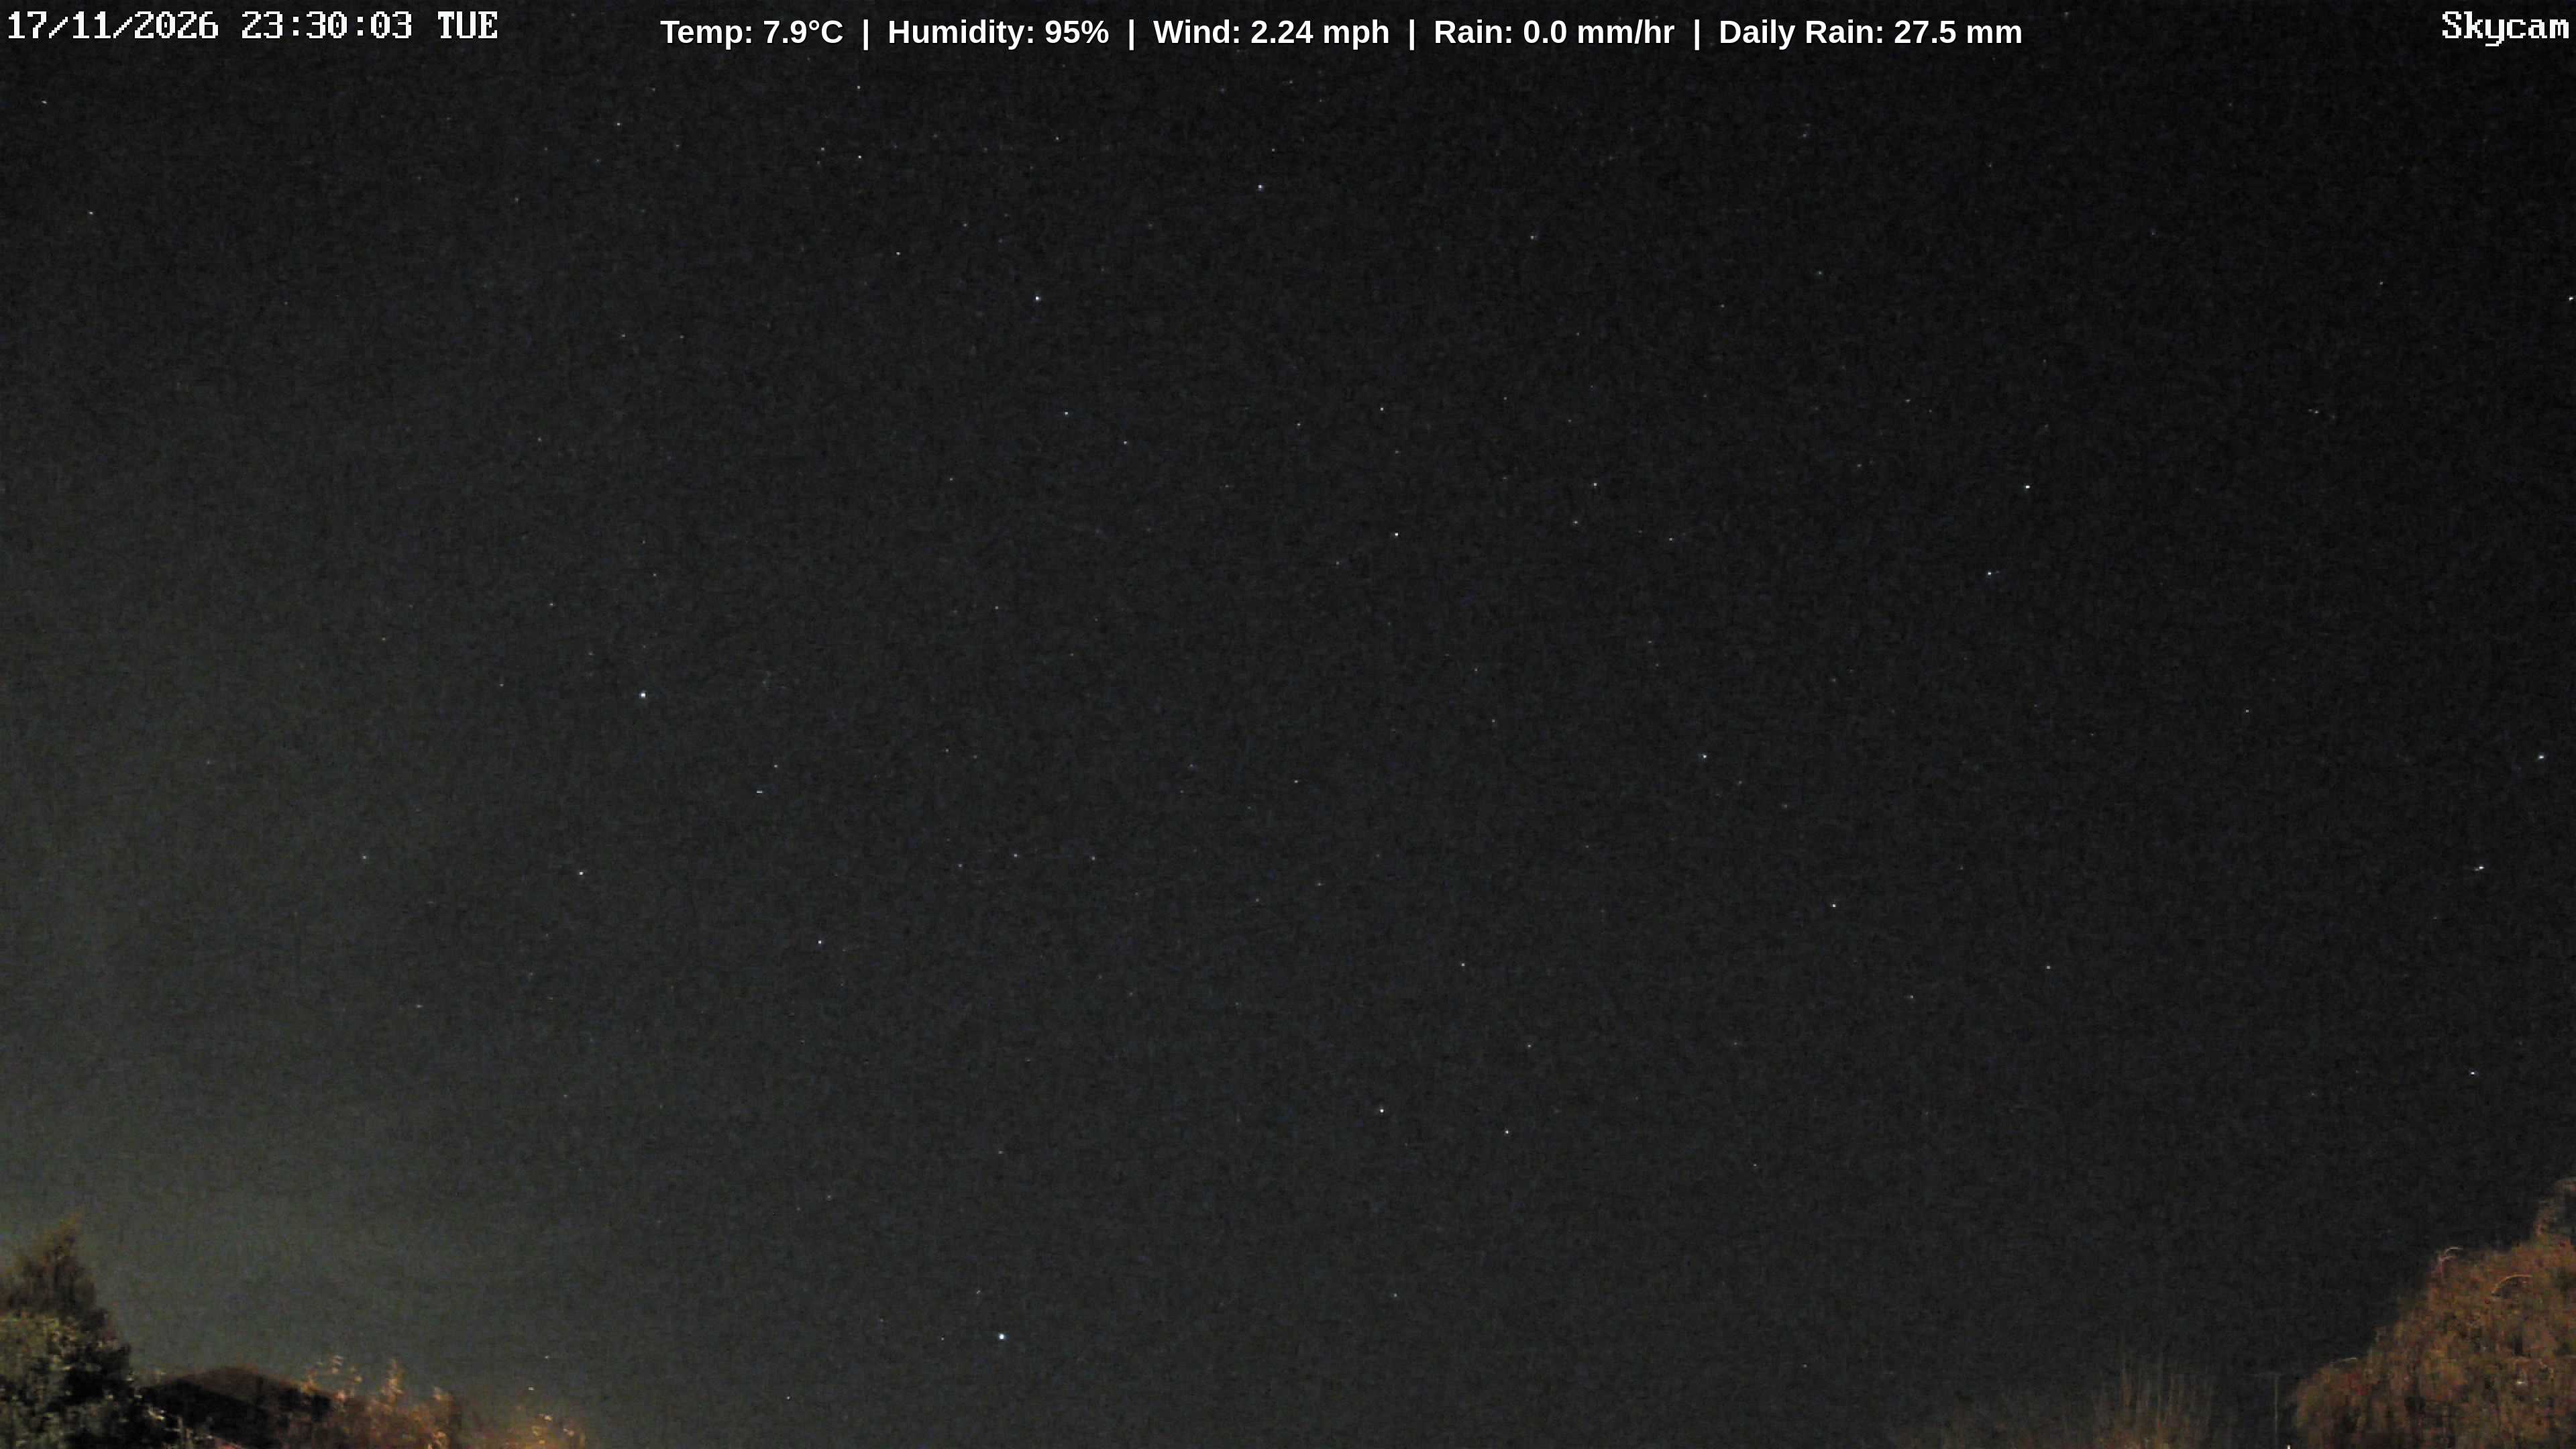 17/11/2026 23:30:03 TUE
Temp: 7.9°C | Humidity: 95% | Wind: 2.24 mph | Rain: 0.0 mm/hr | Daily Rain: 27.5 mm
Skycam